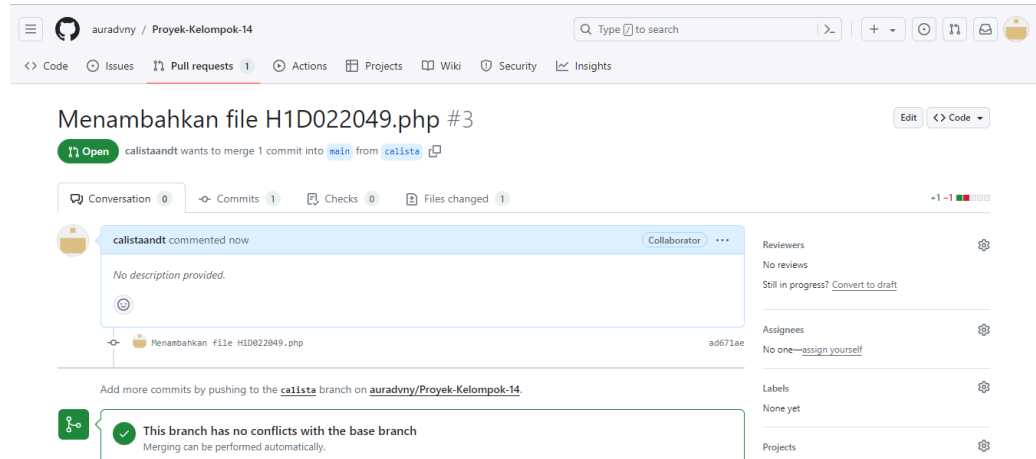 auradvny / Proyek-Kelompok-14
Type / to search
<> Code Issues Pull requests 1 Actions Projects Wiki Security Insights
Menambahkan file H1D022049.php #3
Edit <> Code
Open calistaandt wants to merge 1 commit into main from calista
Conversation 0 Commits 1 Checks 0 Files changed 1
+1 −1
calistaandt commented now
Collaborator
No description provided.
Menambahkan file H1D022049.php ad671ae
Add more commits by pushing to the calista branch on auradvny/Proyek-Kelompok-14.
This branch has no conflicts with the base branch
Merging can be performed automatically.
Reviewers
No reviews
Still in progress? Convert to draft
Assignees
No one—assign yourself
Labels
None yet
Projects